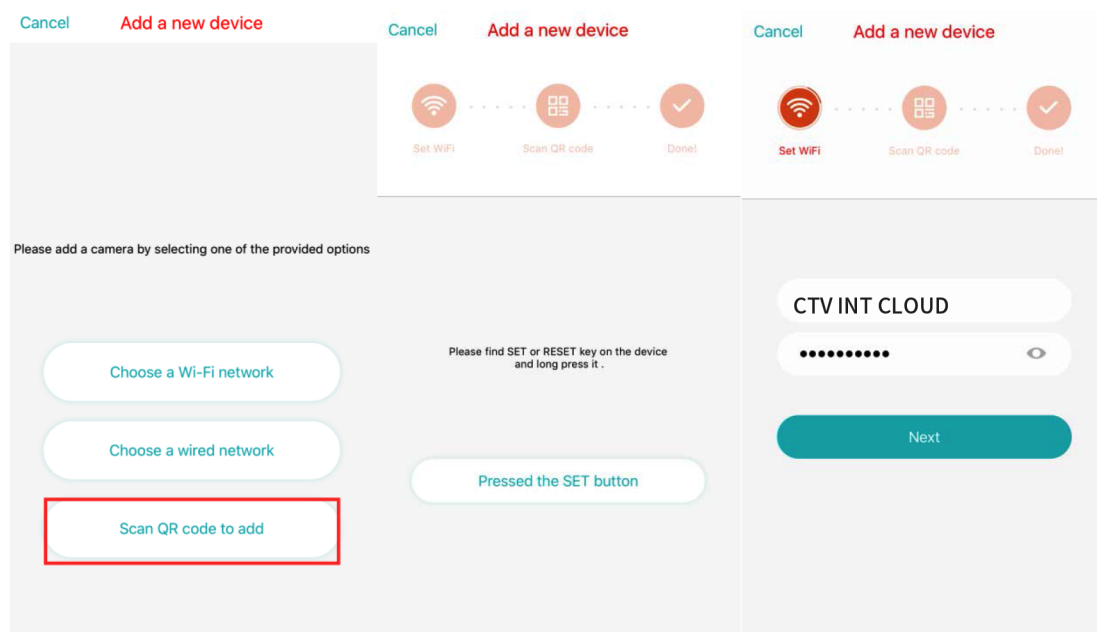 Cancel
Add a new device
Please add a camera by selecting one of the provided options
Choose a Wi-Fi network
Choose a wired network
Scan QR code to add
Cancel
Add a new device
Set WiFi
Scan QR code
Done!
Please find SET or RESET key on the device
and long press it .
Pressed the SET button
Cancel
Add a new device
Set WiFi
Scan QR code
Done!
CTV INT CLOUD
••••••••••
Next